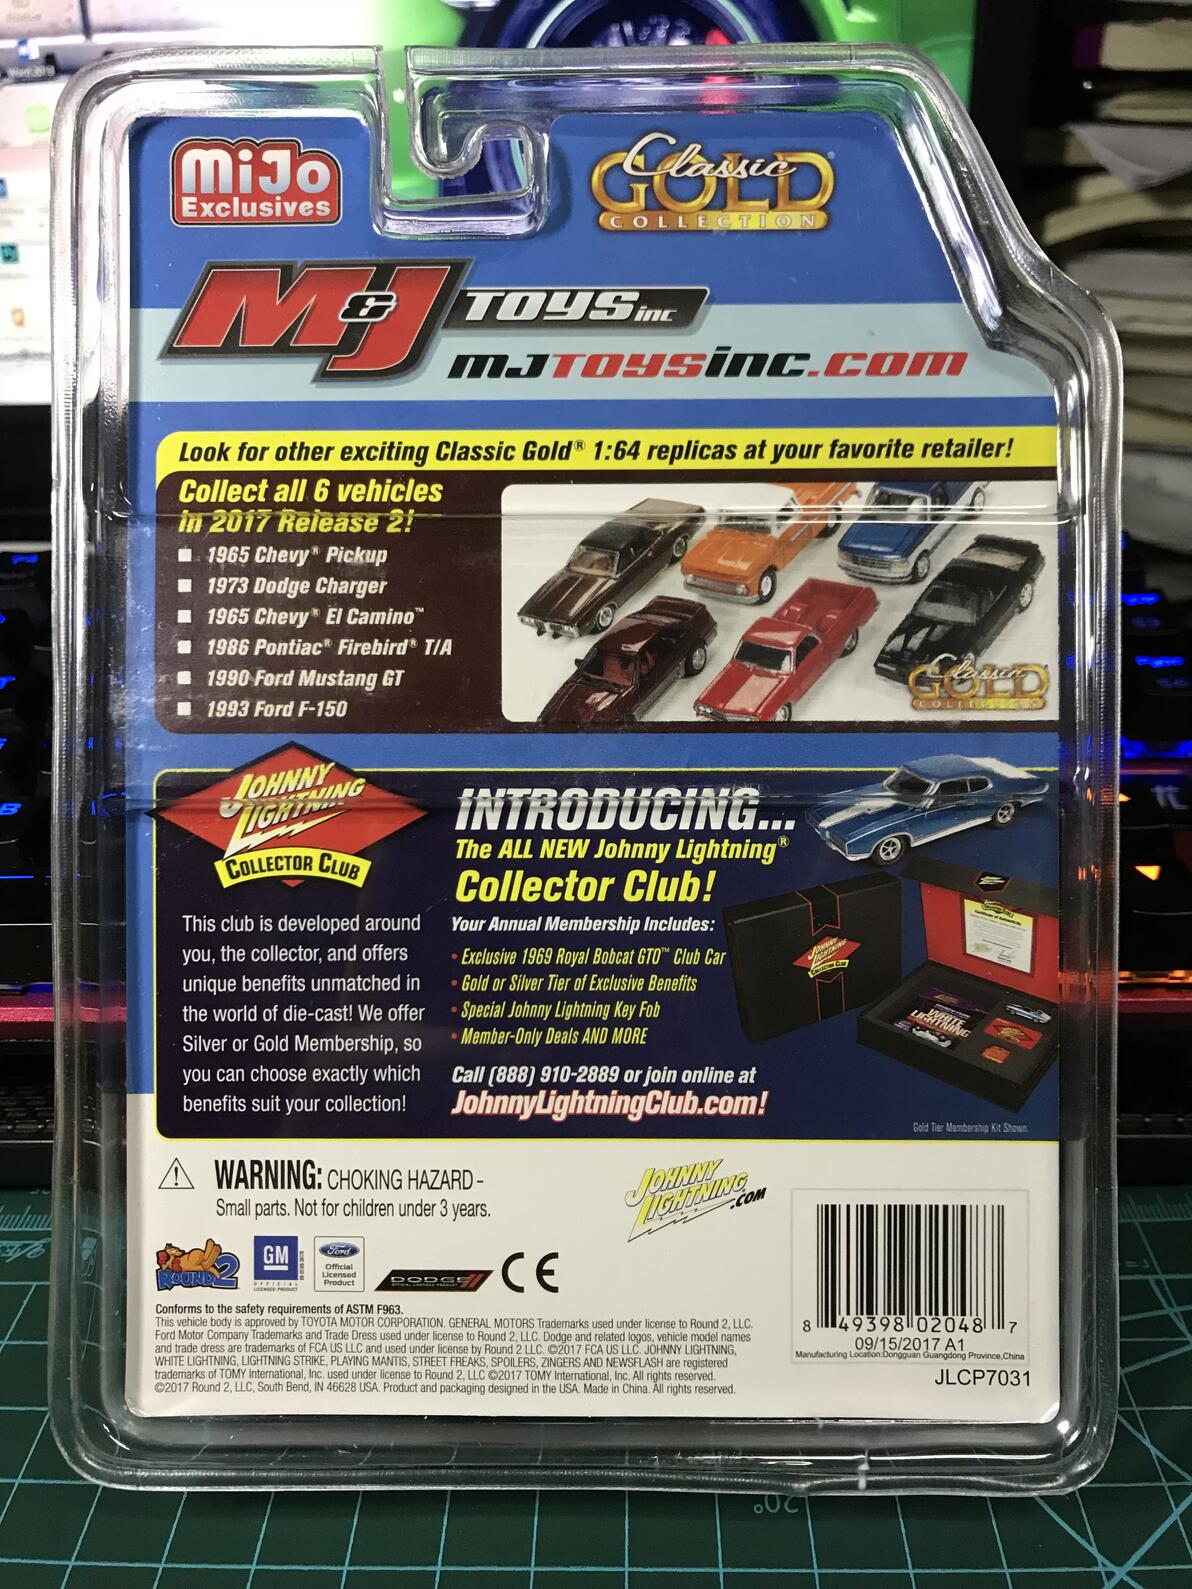 MiJo
Exclusives
Classic
GOLD
COLLECTION
M&J TOYS inc
mjTOYSinc.com
Look for other exciting Classic Gold® 1:64 replicas at your favorite retailer!
Collect all 6 vehicles
in 2017 Release 2!
1965 Chevy® Pickup
1973 Dodge Charger
1965 Chevy® El Camino™
1986 Pontiac® Firebird® T/A
1990 Ford Mustang GT
1993 Ford F-150
Classic
GOLD
COLLECTION
JOHNNY
LIGHTNING
COLLECTOR CLUB
INTRODUCING...
The ALL NEW Johnny Lightning®
Collector Club!
This club is developed around
you, the collector, and offers
unique benefits unmatched in
the world of die-cast! We offer
Silver or Gold Membership, so
you can choose exactly which
benefits suit your collection!
Your Annual Membership Includes:
• Exclusive 1969 Royal Bobcat GTO™ Club Car
• Gold or Silver Tier of Exclusive Benefits
• Special Johnny Lightning Key Fob
• Member-Only Deals AND MORE
Call (888) 910-2889 or join online at
JohnnyLightningClub.com!
JOHNNY
LIGHTNING
COLLECTOR CLUB
WHITE
LIGHTNING
Gold Tier Membership Kit Shown.
WARNING: CHOKING HAZARD -
Small parts. Not for children under 3 years.
JOHNNY
LIGHTNING.COM
ROUND 2
GM
OFFICIAL
LICENSED PRODUCT
Ford
Official
Licensed
Product
DODGE
OFFICIAL LICENSED PRODUCT
CE
Conforms to the safety requirements of ASTM F963.
This vehicle body is approved by TOYOTA MOTOR CORPORATION. GENERAL MOTORS Trademarks used under license to Round 2, LLC.
Ford Motor Company Trademarks and Trade Dress used under license to Round 2, LLC. Dodge and related logos, vehicle model names
and trade dress are trademarks of FCA US LLC and used under license by Round 2 LLC. ©2017 FCA US LLC. JOHNNY LIGHTNING,
WHITE LIGHTNING, LIGHTNING STRIKE, PLAYING MANTIS, STREET FREAKS, SPOILERS, ZINGERS AND NEWSFLASH are registered
trademarks of TOMY International, Inc. used under license to Round 2, LLC ©2017 TOMY International, Inc. All rights reserved.
©2017 Round 2, LLC, South Bend, IN 46628 USA. Product and packaging designed in the USA. Made in China. All rights reserved.
8 49398 02048 7
09/15/2017 A1
Manufacturing Location:Dongguan Guangdong Province,China
JLCP7031
20°